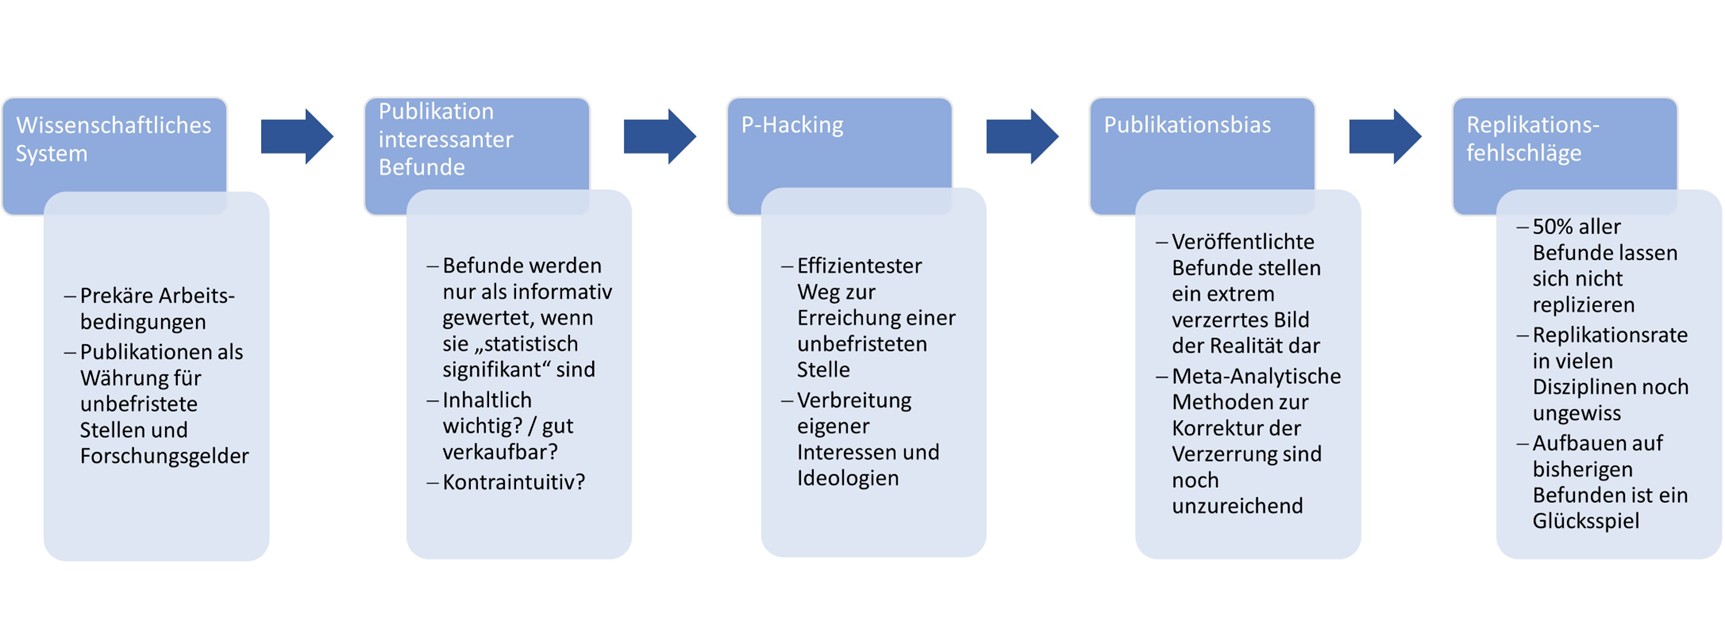 Wissenschaftliches
System
– Prekäre Arbeits-
bedingungen
– Publikationen als
Währung für
unbefristete
Stellen und
Forschungsgelder
Publikation
interessanter
Befunde
– Befunde werden
nur als informativ
gewertet, wenn
sie „statistisch
signifikant“ sind
– Inhaltlich
wichtig? / gut
verkaufbar?
– Kontraintuitiv?
P-Hacking
– Effizientester
Weg zur
Erreichung einer
unbefristeten
Stelle
– Verbreitung
eigener
Interessen und
Ideologien
Publikationsbias
– Veröffentlichte
Befunde stellen
ein extrem
verzerrtes Bild
der Realität dar
– Meta-Analytische
Methoden zur
Korrektur der
Verzerrung sind
noch
unzureichend
Replikations-
fehlschläge
– 50% aller
Befunde lassen
sich nicht
replizieren
– Replikationsrate
in vielen
Disziplinen noch
ungewiss
– Aufbauen auf
bisherigen
Befunden ist ein
Glücksspiel